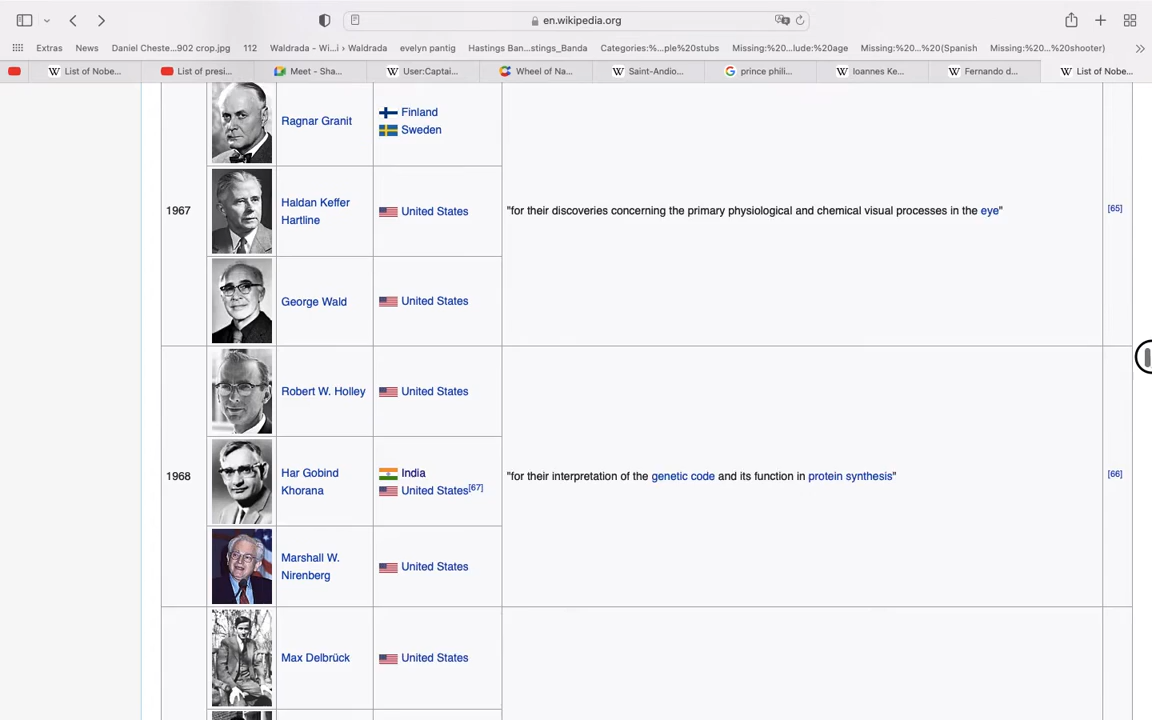 en.wikipedia.org
Extras News Daniel Cheste...902 crop.jpg 112 Waldrada - Wi...i › Waldrada evelyn pantig Hastings Ban...stings_Banda Categories:%...ple%20stubs Missing:%20...lude:%20age Missing:%20...%20(Spanish Missing:%20...%20shooter)
List of Nobe... List of presi... Meet - Sha... User:Captai... Wheel of Na... Saint-Andio... prince phili... Ioannes Ke... Fernando d... List of Nobe...
Ragnar Granit
Finland
Sweden
1967
Haldan Keffer
Hartline
United States
"for their discoveries concerning the primary physiological and chemical visual processes in the eye"
[65]
George Wald
United States
Robert W. Holley
United States
1968
Har Gobind
Khorana
India
United States[67]
"for their interpretation of the genetic code and its function in protein synthesis"
[66]
Marshall W.
Nirenberg
United States
Max Delbrück
United States